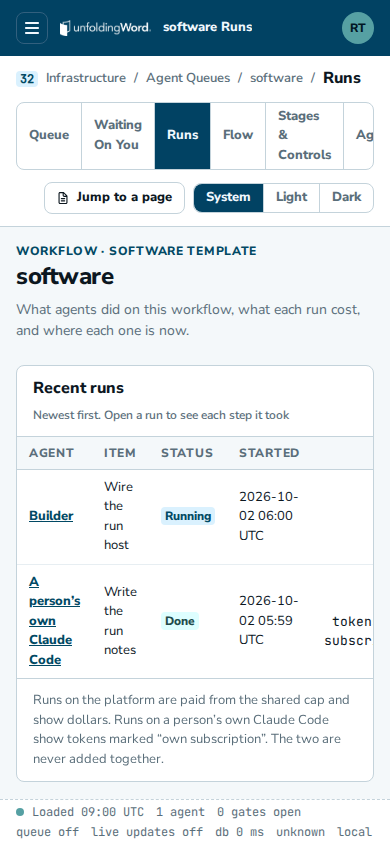 unfoldingWord. software Runs RT
32 Infrastructure / Agent Queues / software / Runs
Queue
Waiting
On You
Runs
Flow
Stages
&
Controls
Jump to a page System Light Dark
WORKFLOW · SOFTWARE TEMPLATE
software
What agents did on this workflow, what each run cost,
and where each one is now.
Recent runs
Newest first. Open a run to see each step it took
AGENT ITEM STATUS STARTED
Builder
Wire
the
run
host
Running
2026-10-
02 06:00
UTC
A
person’s
own
Claude
Code
Write
the
run
notes
Done
2026-10-
02 05:59
UTC
token
subscr
Runs on the platform are paid from the shared cap and
show dollars. Runs on a person’s own Claude Code
show tokens marked “own subscription”. The two are
never added together.
Loaded 09:00 UTC 1 agent 0 gates open
queue off live updates off db 0 ms unknown local